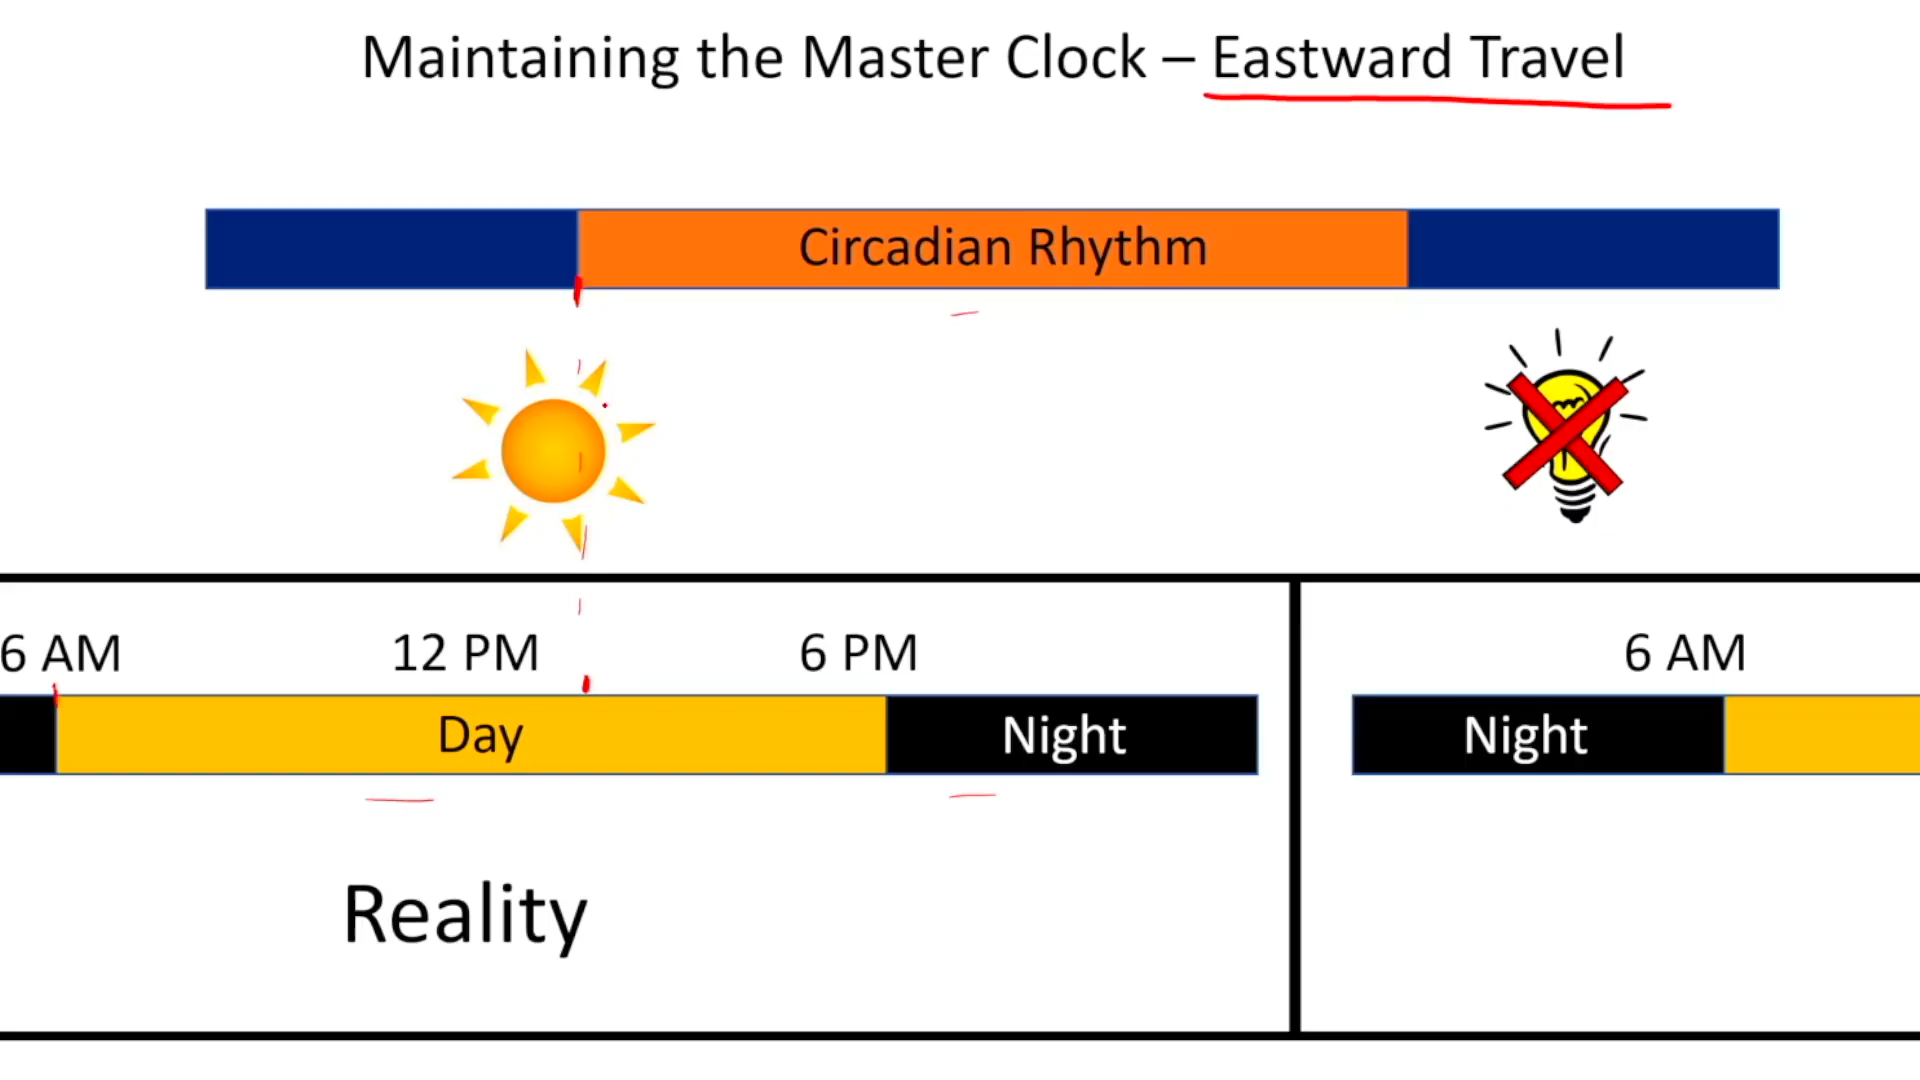 Maintaining the Master Clock – Eastward Travel
Circadian Rhythm
6 AM 12 PM 6 PM 6 AM
Day Night Night
Reality